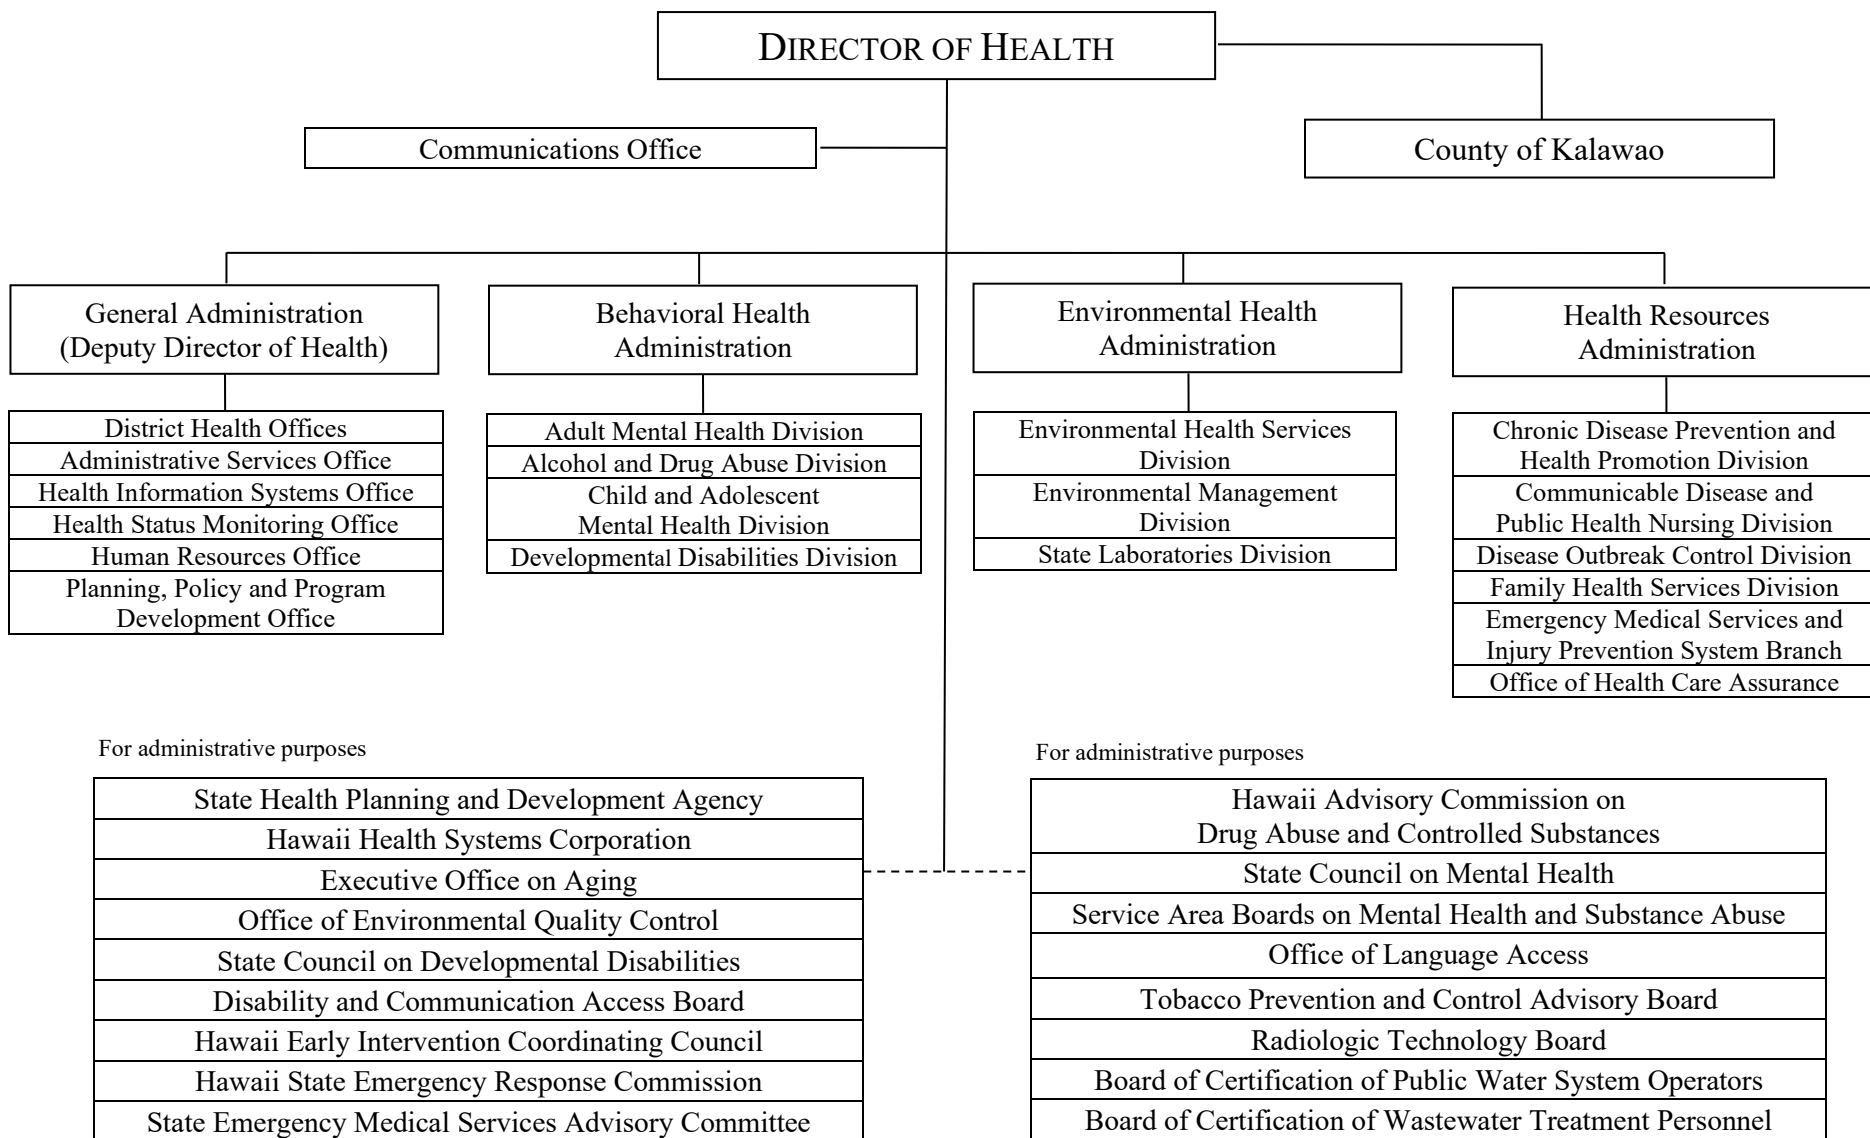 DIRECTOR OF HEALTH
Communications Office
County of Kalawao
General Administration
(Deputy Director of Health)
District Health Offices
Administrative Services Office
Health Information Systems Office
Health Status Monitoring Office
Human Resources Office
Planning, Policy and Program
Development Office
Behavioral Health
Administration
Adult Mental Health Division
Alcohol and Drug Abuse Division
Child and Adolescent
Mental Health Division
Developmental Disabilities Division
Environmental Health
Administration
Environmental Health Services
Division
Environmental Management
Division
State Laboratories Division
Health Resources
Administration
Chronic Disease Prevention and
Health Promotion Division
Communicable Disease and
Public Health Nursing Division
Disease Outbreak Control Division
Family Health Services Division
Emergency Medical Services and
Injury Prevention System Branch
Office of Health Care Assurance
For administrative purposes
State Health Planning and Development Agency
Hawaii Health Systems Corporation
Executive Office on Aging
Office of Environmental Quality Control
State Council on Developmental Disabilities
Disability and Communication Access Board
Hawaii Early Intervention Coordinating Council
Hawaii State Emergency Response Commission
State Emergency Medical Services Advisory Committee
For administrative purposes
Hawaii Advisory Commission on
Drug Abuse and Controlled Substances
State Council on Mental Health
Service Area Boards on Mental Health and Substance Abuse
Office of Language Access
Tobacco Prevention and Control Advisory Board
Radiologic Technology Board
Board of Certification of Public Water System Operators
Board of Certification of Wastewater Treatment Personnel